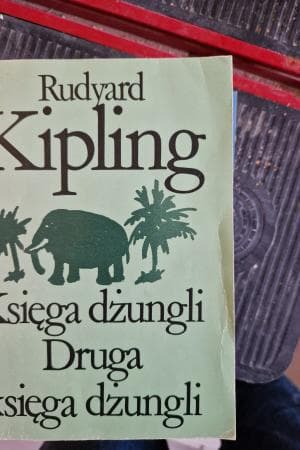 Rudyard
Kipling
Księga dżungli
Druga
księga dżungli